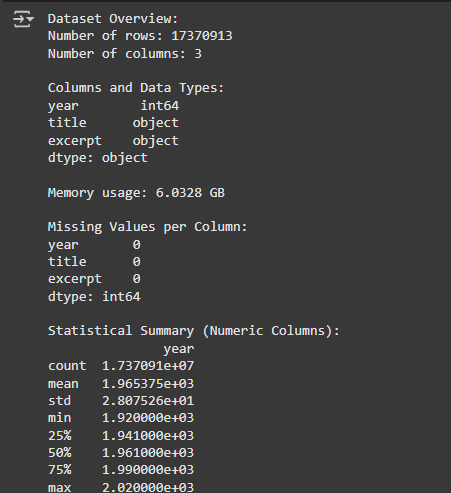 Dataset Overview:
Number of rows: 17370913
Number of columns: 3
Columns and Data Types:
year          int64
title        object
excerpt      object
dtype: object
Memory usage: 6.0328 GB
Missing Values per Column:
year       0
title      0
excerpt    0
dtype: int64
Statistical Summary (Numeric Columns):
               year
count  1.737091e+07
mean   1.965375e+03
std    2.807526e+01
min    1.920000e+03
25%    1.941000e+03
50%    1.961000e+03
75%    1.990000e+03
max    2.020000e+03